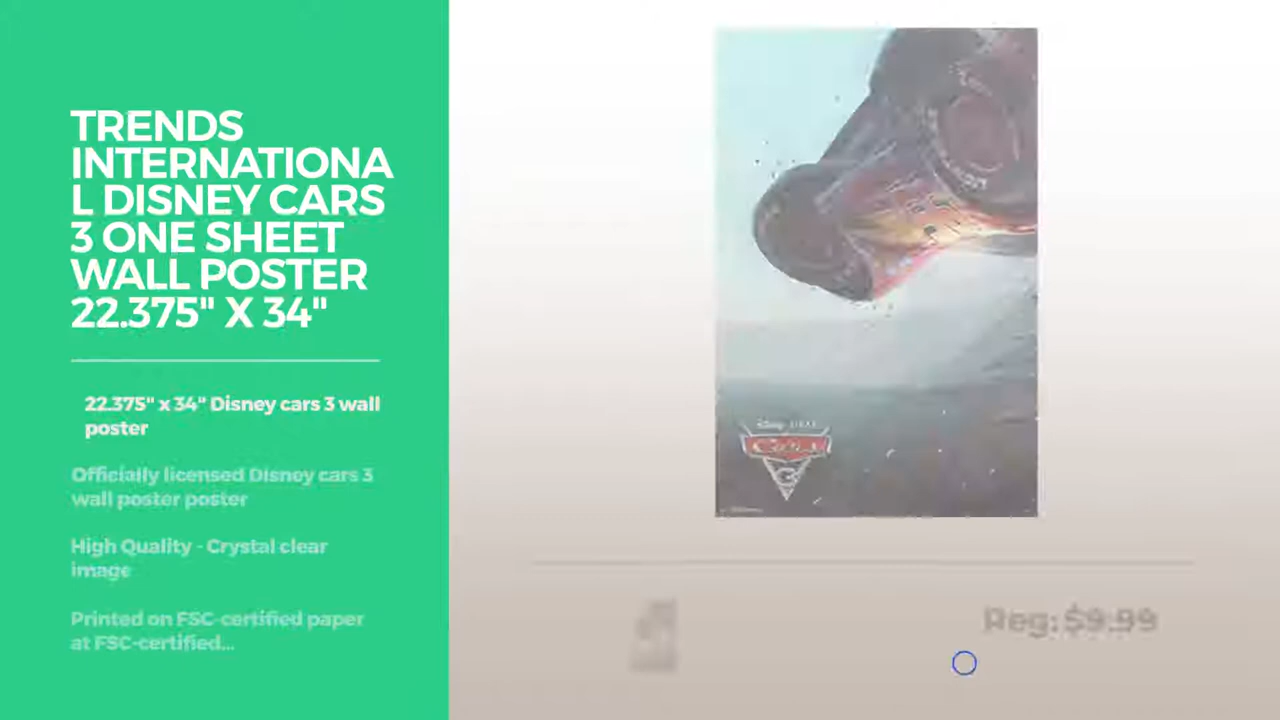 TRENDS
INTERNATIONA
L DISNEY CARS
3 ONE SHEET
WALL POSTER
22.375" X 34"
22.375" x 34" Disney cars 3 wall
poster
Officially licensed Disney cars 3
wall poster poster
High Quality - Crystal clear
image
Printed on FSC-certified paper
at FSC-certified...
Cars
3
Reg: $9.99